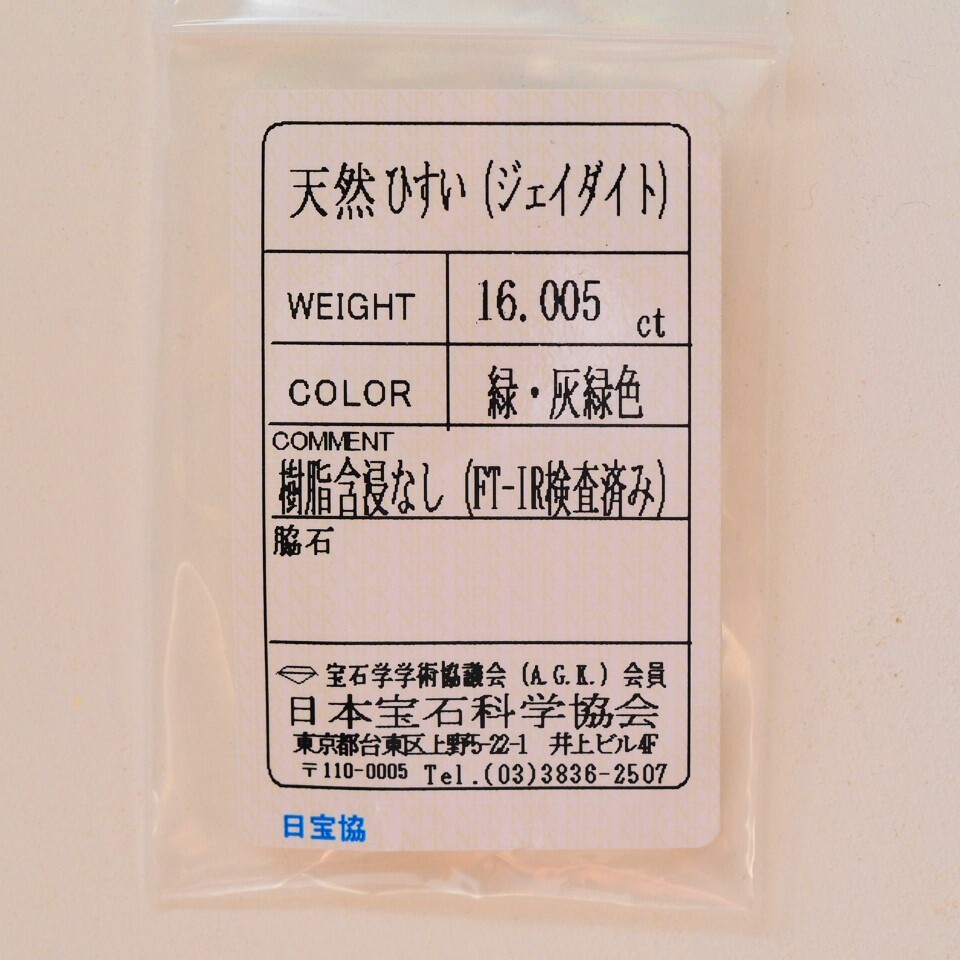 天然ひすい (ジェイダイト)
WEIGHT 16.005 ct
COLOR 緑・灰緑色
COMMENT
樹脂含浸なし (FT-IR検査済み)
脇石
宝石学学術協議会 (A.G.K.) 会員
日本宝石科学協会
東京都台東区上野5-22-1 井上ビル4F
〒110-0005 Tel.(03)3836-2507
日宝協